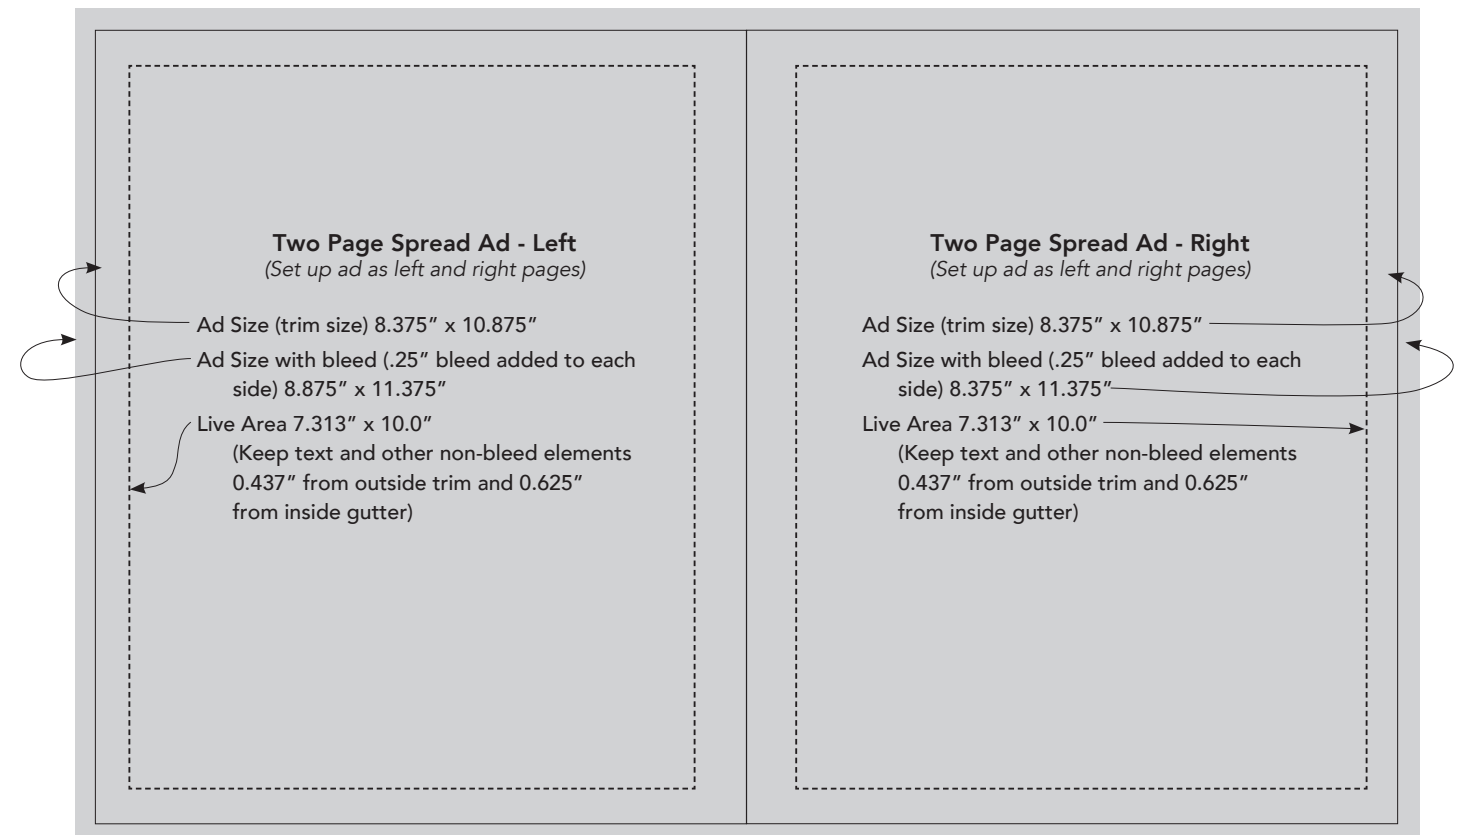 Two Page Spread Ad - Left
(Set up ad as left and right pages)
Ad Size (trim size) 8.375” x 10.875”
Ad Size with bleed (.25” bleed added to each
side) 8.875” x 11.375”
Live Area 7.313” x 10.0”
(Keep text and other non-bleed elements
0.437” from outside trim and 0.625”
from inside gutter)
Two Page Spread Ad - Right
(Set up ad as left and right pages)
Ad Size (trim size) 8.375” x 10.875”
Ad Size with bleed (.25” bleed added to each
side) 8.375” x 11.375”
Live Area 7.313” x 10.0”
(Keep text and other non-bleed elements
0.437” from outside trim and 0.625”
from inside gutter)